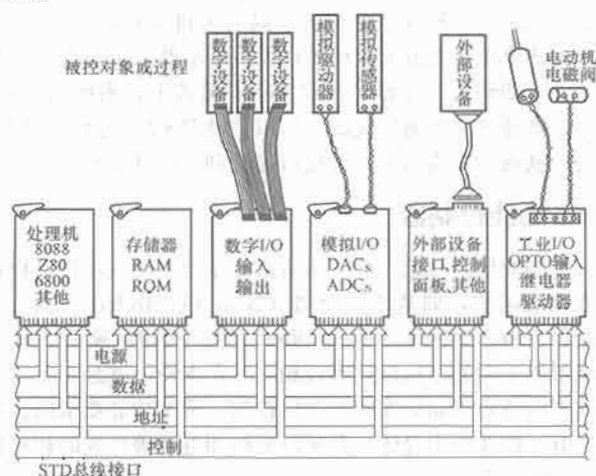 被控对象或过程
数字设备
数字设备
数字设备
模拟驱动器
模拟传感器
外部设备
电动机
电磁阀
处理机
8088
Z80
6800
其他
存储器
RAM
ROM
数字I/O
输入
输出
模拟I/O
DACs
ADCs
外部设备
接口,控制
面板,其他
工业I/O
OPTO输入
继电器
驱动器
电源
数据
地址
控制
STD总线接口